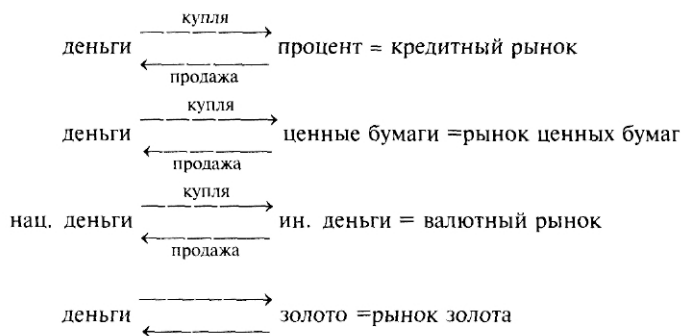 купля
деньги процент = кредитный рынок
продажа
купля
деньги ценные бумаги =рынок ценных бумаг
продажа
купля
нац. деньги ин. деньги = валютный рынок
продажа
деньги золото =рынок золота